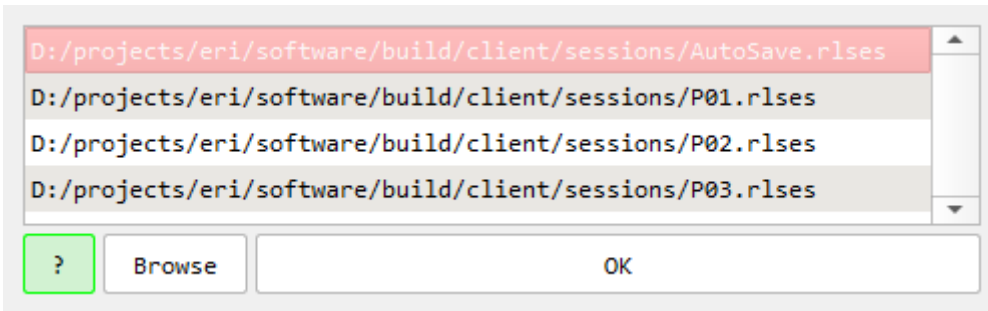 D:/projects/eri/software/build/client/sessions/AutoSave.rlses
D:/projects/eri/software/build/client/sessions/P01.rlses
D:/projects/eri/software/build/client/sessions/P02.rlses
D:/projects/eri/software/build/client/sessions/P03.rlses
? Browse OK